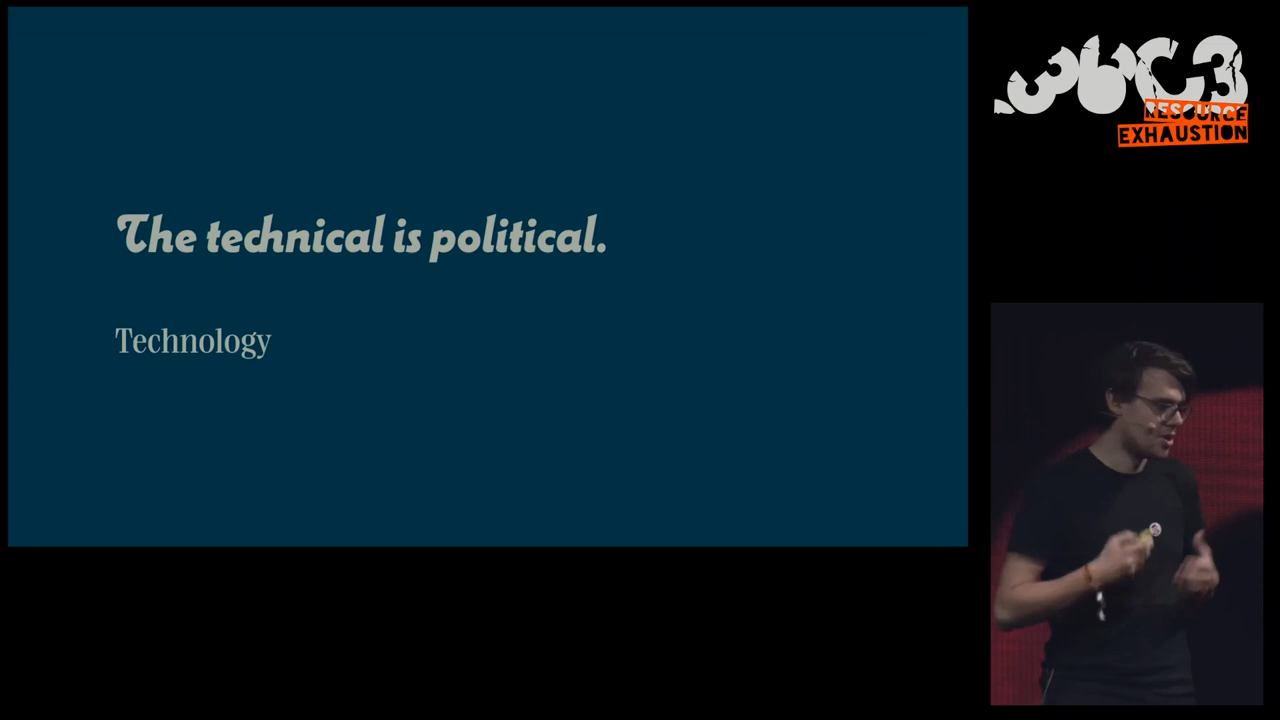 The technical is political.
Technology
36C3
RESOURCE
EXHAUSTION